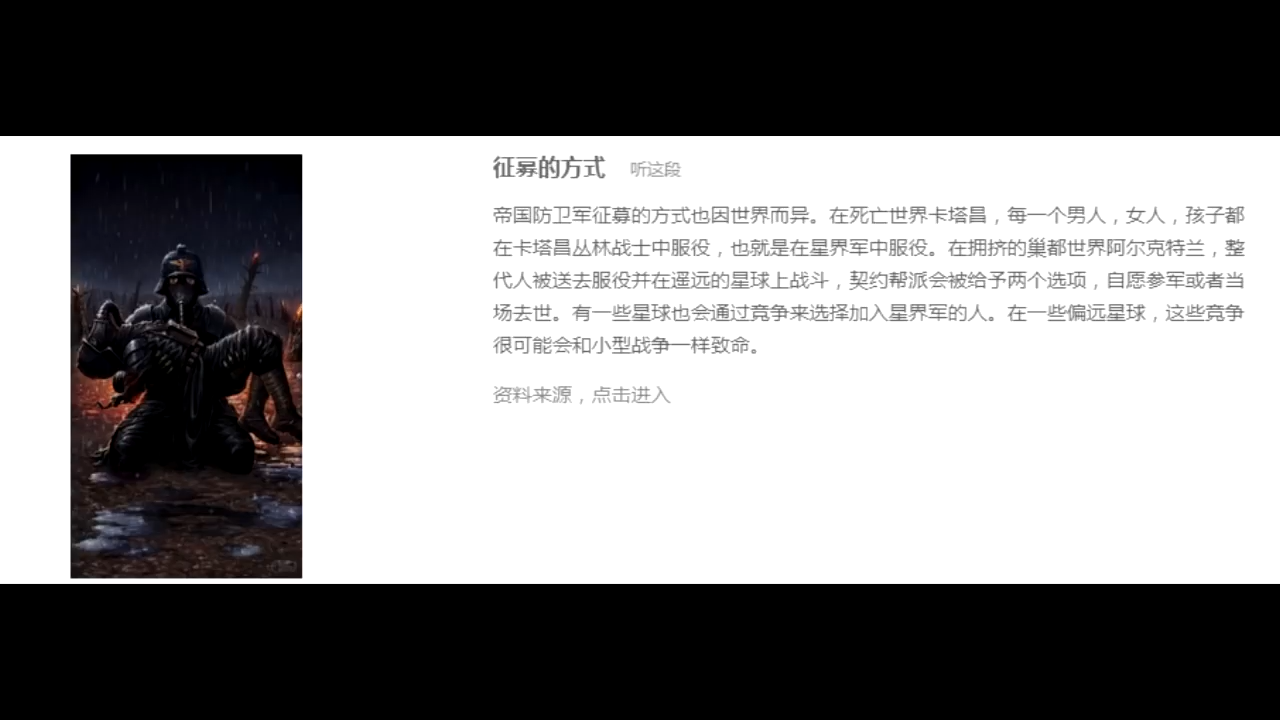 征募的方式 听这段
帝国防卫军征募的方式也因世界而异。在死亡世界卡塔昌，每一个男人，女人，孩子都
在卡塔昌丛林战士中服役，也就是在星界军中服役。在拥挤的巢都世界阿尔克特兰，整
代人被送去服役并在遥远的星球上战斗，契约帮派会被给予两个选项，自愿参军或者当
场去世。有一些星球也会通过竞争来选择加入星界军的人。在一些偏远星球，这些竞争
很可能会和小型战争一样致命。
资料来源，点击进入